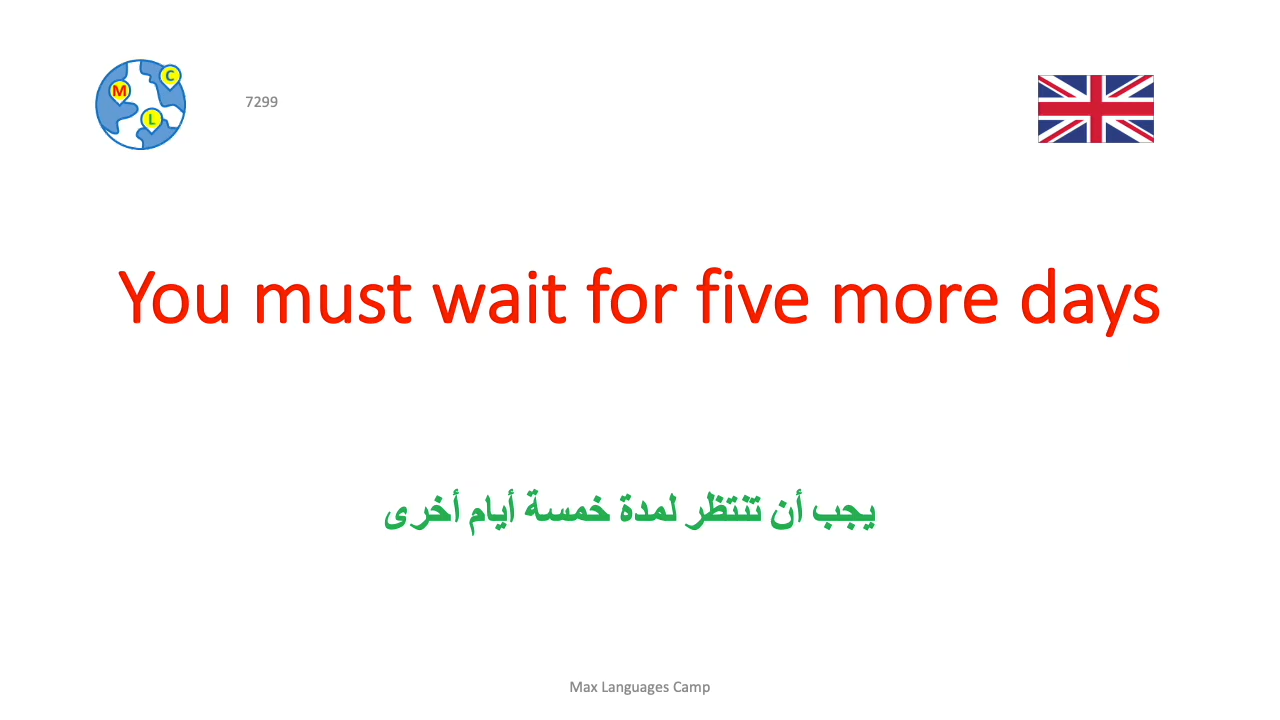 M
C
L
7299
You must wait for five more days
يجب أن تنتظر لمدة خمسة أيام أخرى
Max Languages Camp